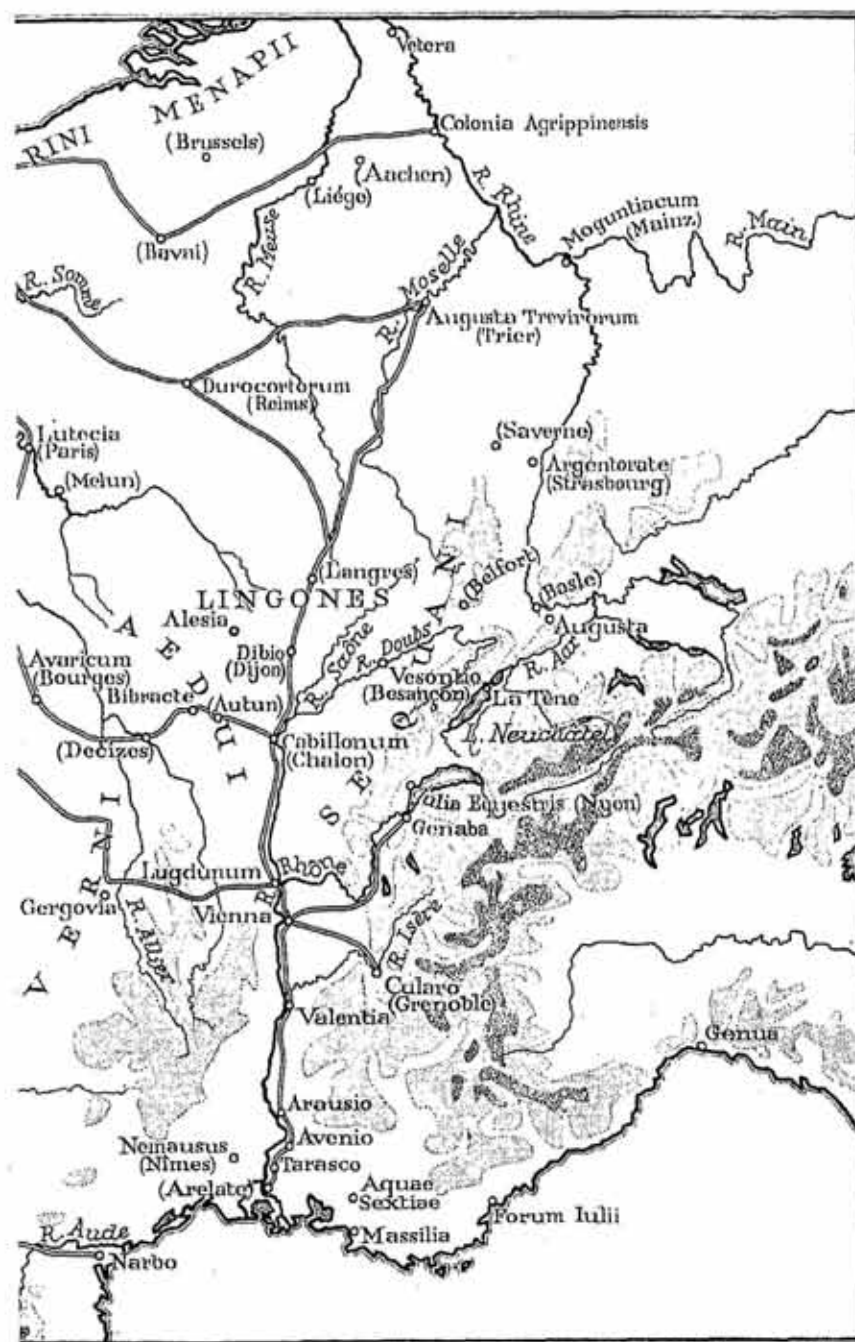 Vetera
MENAPII
RINI
(Brussels)
Colonia Agrippinensis
(Aachen)
(Liége)
R. Rhine
Moguntiacum
(Mainz)
R. Main
(Bavai)
R. Meuse
R. Somme
R. Moselle
Augusta Trevirorum
(Trier)
Durocortorum
(Reims)
Lutecia
(Paris)
(Melun)
(Saverne)
Argentorate
(Strasbourg)
(Langres)
LINGONES
(Belfort)
(Basle)
Augusta
Alesia
AEDUI
Dibio
(Dijon)
R. Saône
R. Doubs
Vesontio
(Besançon)
R. Aar
La Tène
L. Neuchatel
SEQUANI
Avaricum
(Bourges)
Bibracte
(Autun)
(Decizes)
Cabillonum
(Chalon)
Julia Equestris (Nyon)
Genaba
Lugdunum
R. Rhône
Gergovia
Vienna
VERNI
R. Allier
R. Isère
Cularo
(Grenoble)
Valentia
Genua
Arausio
Avenio
Nemausus
(Nîmes)
Tarasco
(Arelate)
Aquae
Sextiae
Forum Iulii
Massilia
R. Aude
Narbo